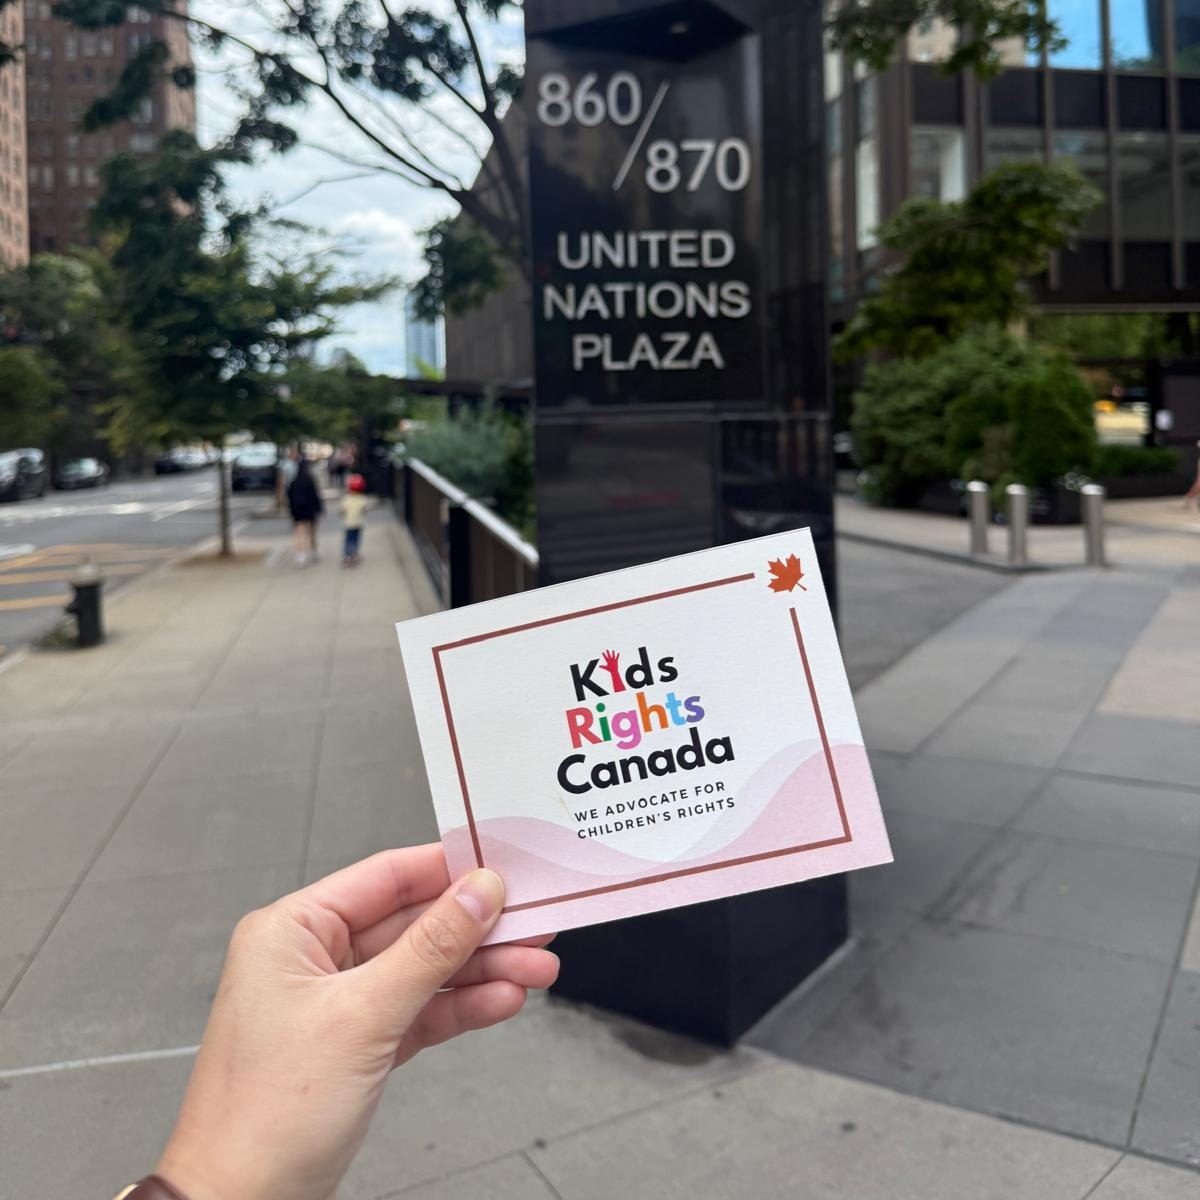 860/
870
UNITED
NATIONS
PLAZA
Kids
Rights
Canada
WE ADVOCATE FOR
CHILDREN'S RIGHTS